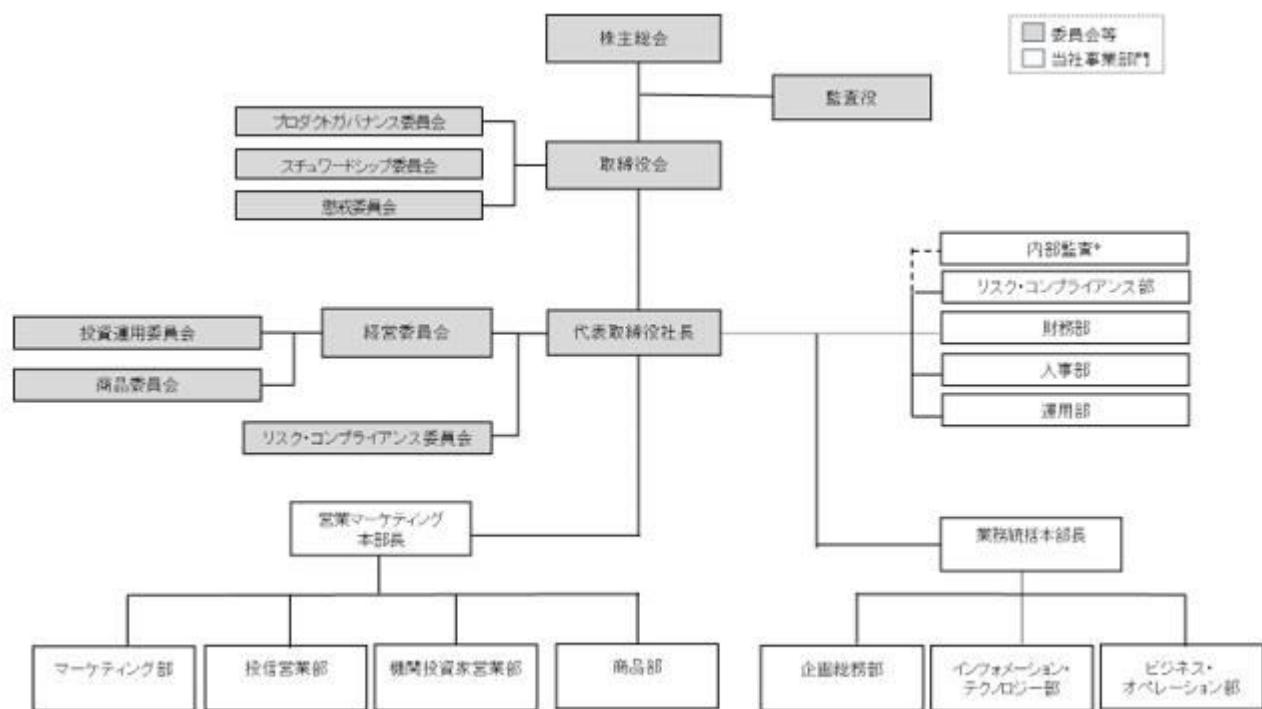 株主総会
委員会等
当社事業部門
監査役
プロダクトガバナンス委員会
スチュワードシップ委員会
懲戒委員会
取締役会
内部監査*
リスク・コンプライアンス部
財務部
人事部
運用部
投資運用委員会
商品委員会
経営委員会
代表取締役社長
リスク・コンプライアンス委員会
営業マーケティング
本部長
業務統括本部長
マーケティング部
投信営業部
機関投資家営業部
商品部
企画総務部
インフォメーション・
テクノロジー部
ビジネス・
オペレーション部